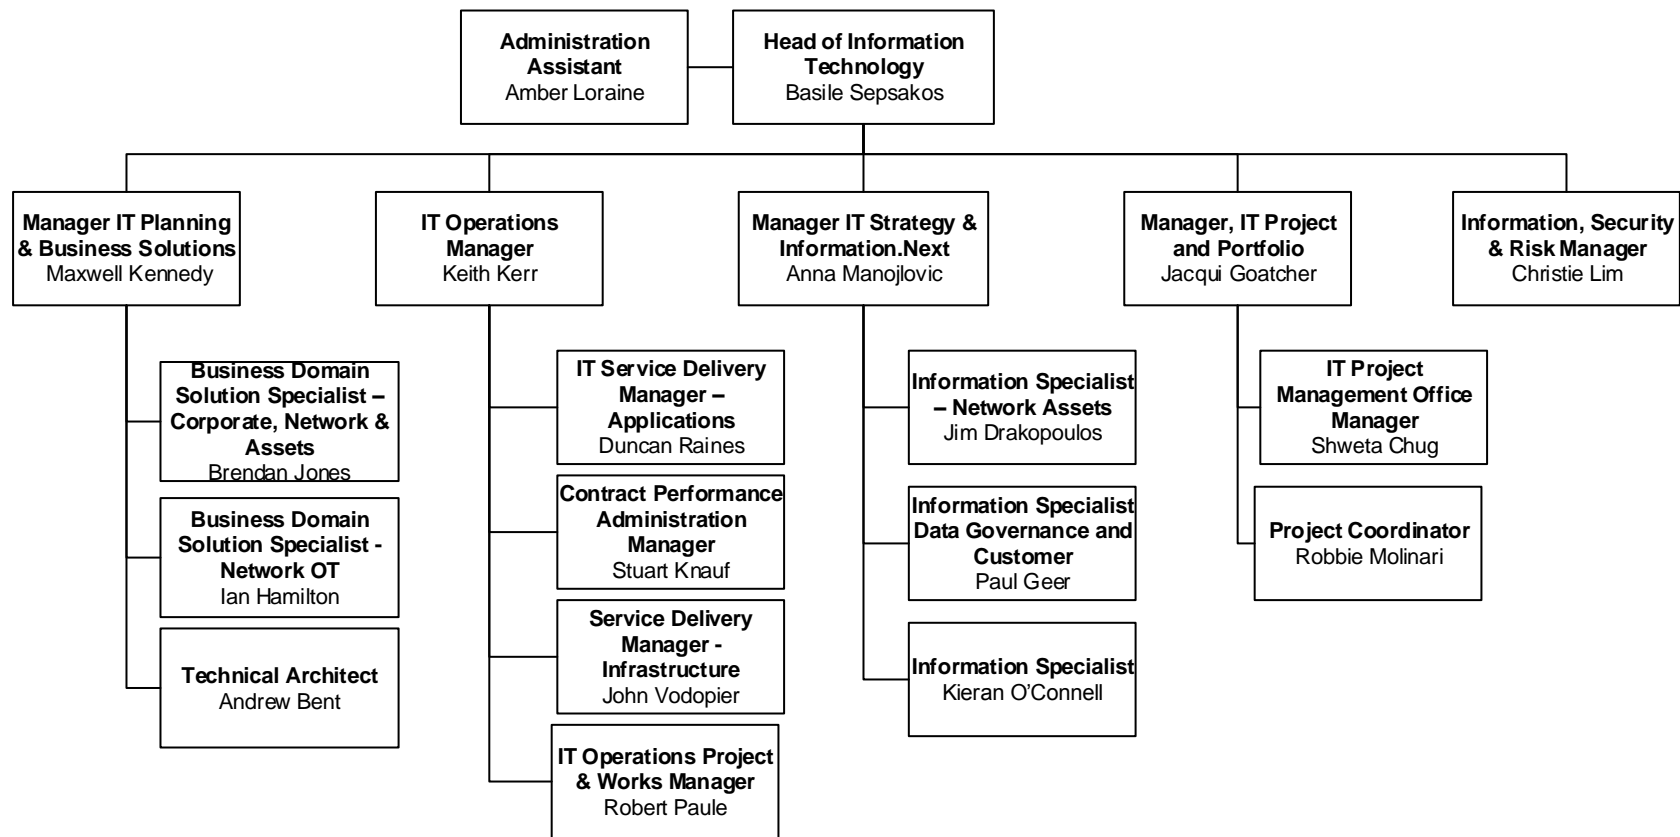 Administration
Assistant
Amber Loraine
Head of Information
Technology
Basile Sepsakos
Manager IT Planning
& Business Solutions
Maxwell Kennedy
IT Operations
Manager
Keith Kerr
Manager IT Strategy &
Information.Next
Anna Manojlovic
Manager, IT Project
and Portfolio
Jacqui Goatcher
Information, Security
& Risk Manager
Christie Lim
Business Domain
Solution Specialist –
Corporate, Network &
Assets
Brendan Jones
Business Domain
Solution Specialist -
Network OT
Ian Hamilton
Technical Architect
Andrew Bent
IT Service Delivery
Manager –
Applications
Duncan Raines
Contract Performance
Administration
Manager
Stuart Knauf
Service Delivery
Manager -
Infrastructure
John Vodopier
IT Operations Project
& Works Manager
Robert Paule
Information Specialist
– Network Assets
Jim Drakopoulos
Information Specialist
Data Governance and
Customer
Paul Geer
Information Specialist
Kieran O’Connell
IT Project
Management Office
Manager
Shweta Chug
Project Coordinator
Robbie Molinari